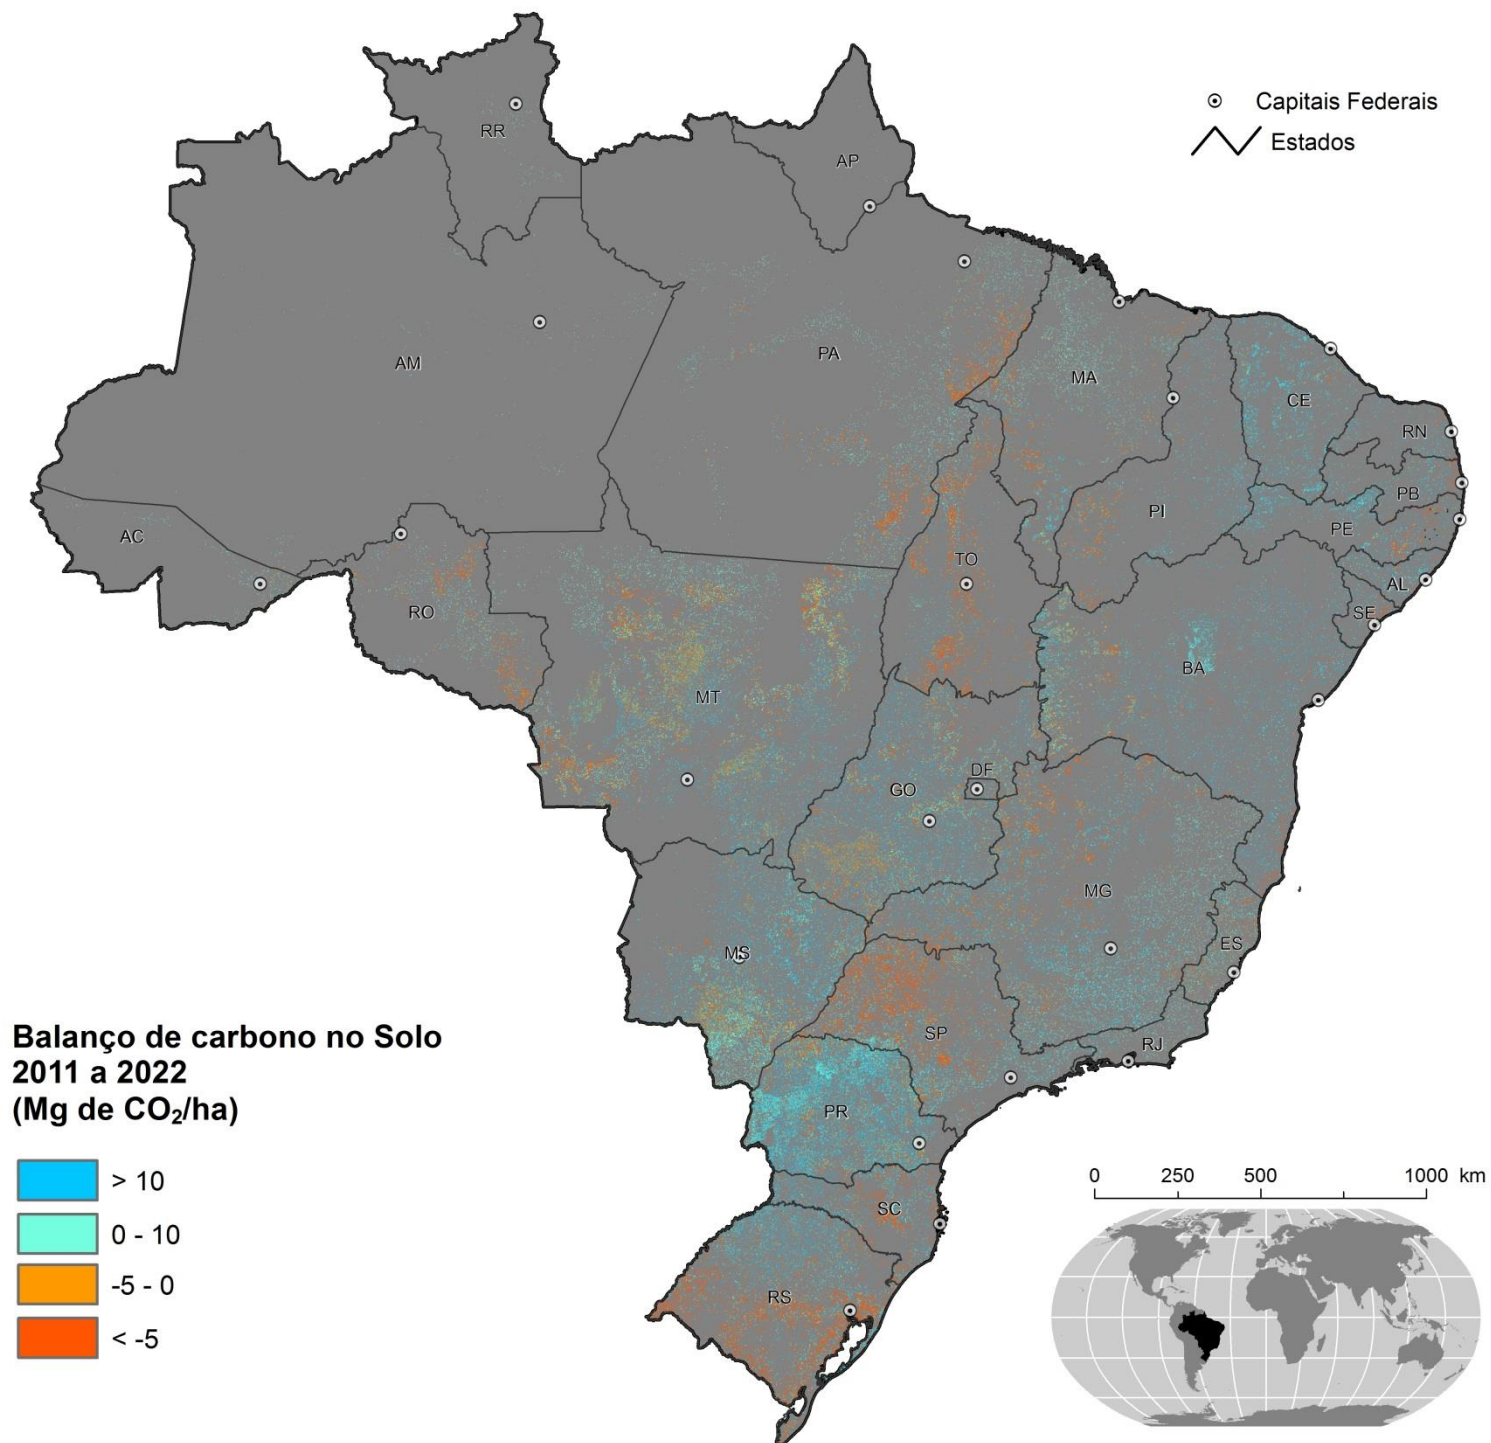 Capitais Federais
Estados
RR
AP
AM
PA
MA
CE
RN
PB
PI
PE
AC
TO
AL
RO
SE
BA
MT
DF
GO
MG
ES
MS
SP
RJ
PR
SC
RS
Balanço de carbono no Solo
2011 a 2022
(Mg de CO₂/ha)
> 10
0 - 10
-5 - 0
< -5
0 250 500 1000 km